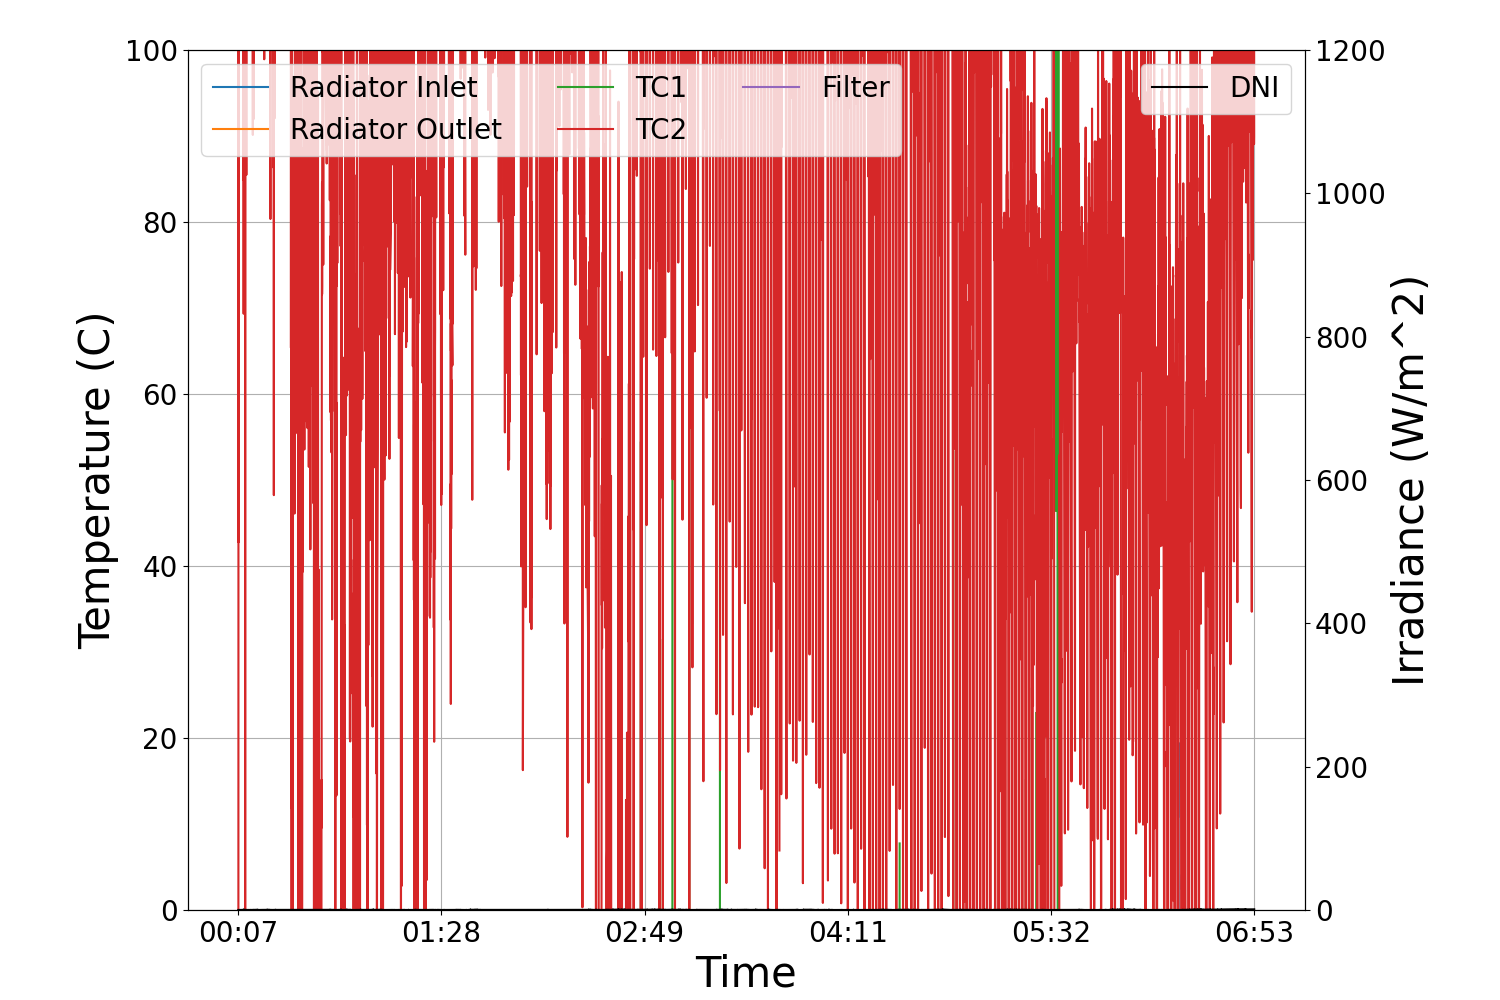 100
80
60
40
20
0
Temperature (C)
Radiator Inlet
Radiator Outlet
TC1
TC2
Filter
DNI
1200
1000
800
600
400
200
0
Irradiance (W/m^2)
00:07 01:28 02:49 04:11 05:32 06:53
Time